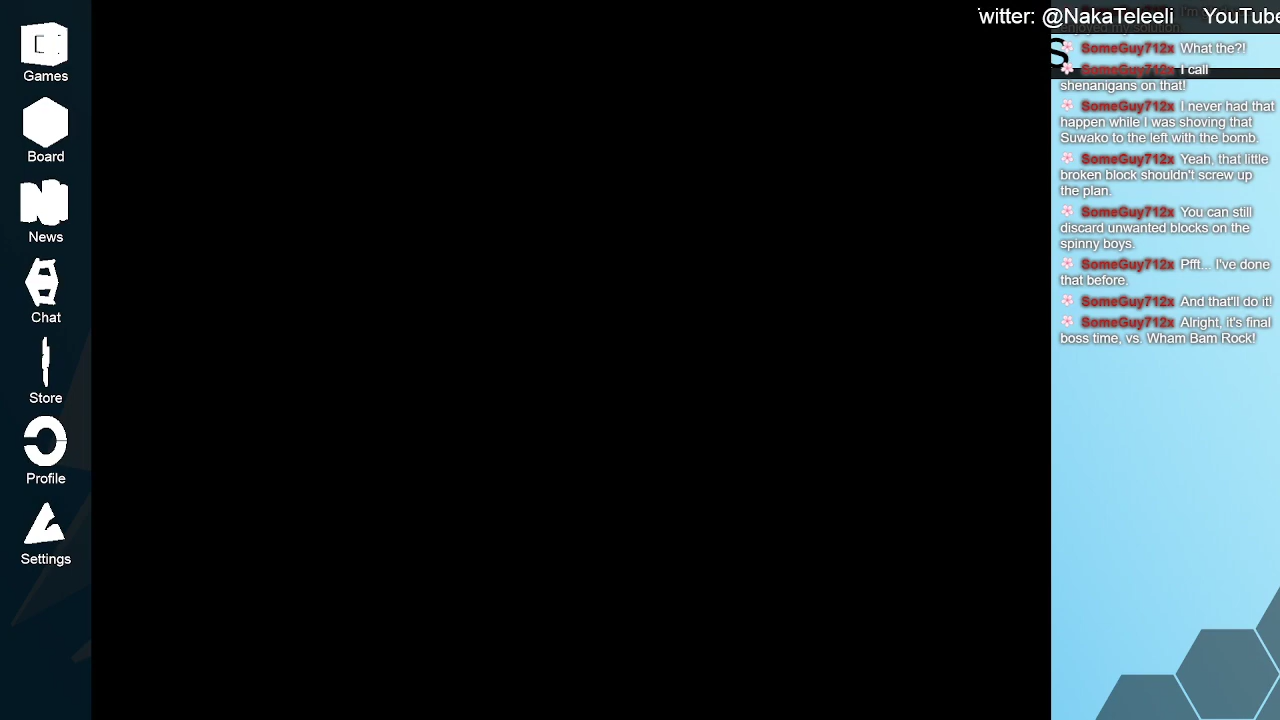 Games
Board
News
Chat
Store
Profile
Settings
witter: @NakaTeleeli YouTube
I'm
enjoyed my solution.
SomeGuy712x What the?!
S
SomeGuy712x I call
shenanigans on that!
SomeGuy712x I never had that
happen while I was shoving that
Suwako to the left with the bomb.
SomeGuy712x Yeah, that little
broken block shouldn't screw up
the plan.
SomeGuy712x You can still
discard unwanted blocks on the
spinny boys.
SomeGuy712x Pfft... I've done
that before.
SomeGuy712x And that'll do it!
SomeGuy712x Alright, it's final
boss time, vs. Wham Bam Rock!